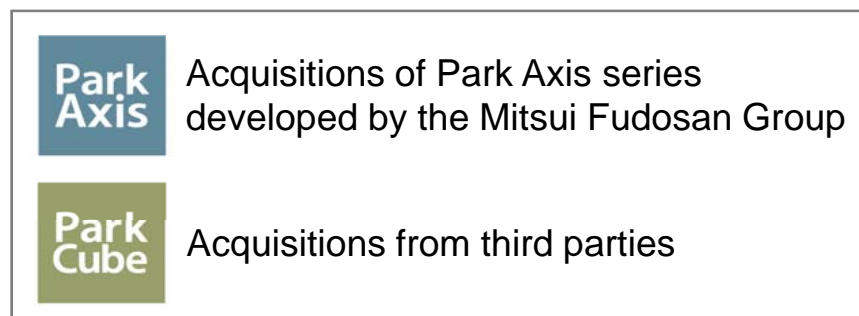 Park
Axis
Acquisitions of Park Axis series
developed by the Mitsui Fudosan Group
Park
Cube
Acquisitions from third parties